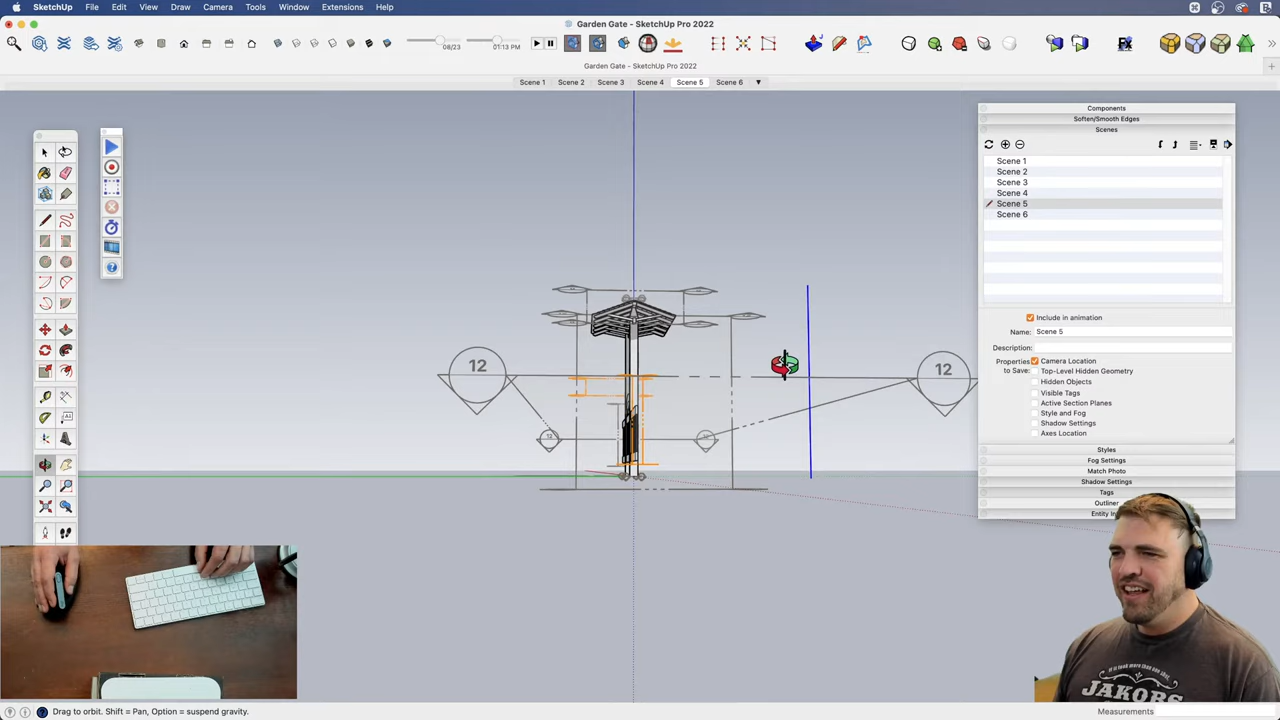 SketchUp File Edit View Draw Camera Tools Window Extensions Help
Garden Gate - SketchUp Pro 2022
08/23 01:13 PM
Garden Gate - SketchUp Pro 2022
Scene 1 Scene 2 Scene 3 Scene 4 Scene 5 Scene 6
Components
Soften/Smooth Edges
Scenes
Scene 1
Scene 2
Scene 3
Scene 4
Scene 5
Scene 6
Include in animation
Name: Scene 5
Description:
Properties to Save:
Camera Location
Top-Level Hidden Geometry
Hidden Objects
Visible Tags
Active Section Planes
Style and Fog
Shadow Settings
Axes Location
Styles
Fog Settings
Match Photo
Shadow Settings
Tags
Outliner
Entity In
12
12
12
JAKOBS
Drag to orbit. Shift = Pan, Option = suspend gravity.
Measurements